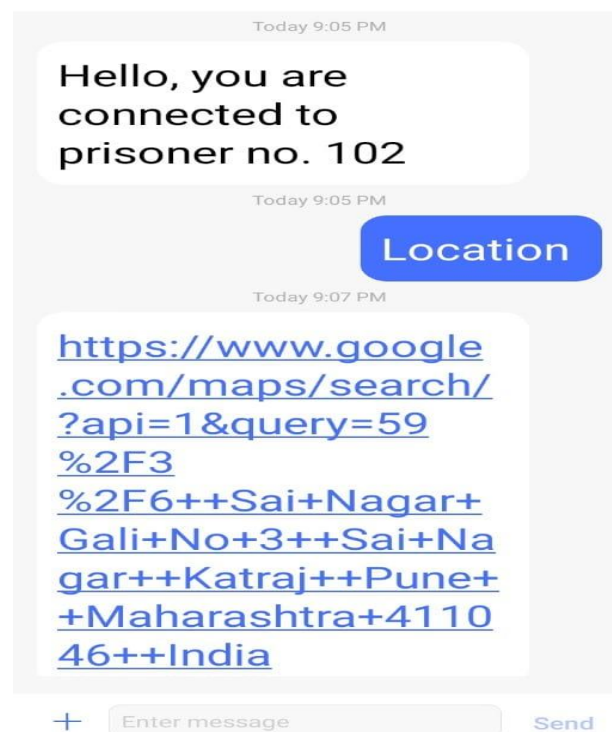 Today 9:05 PM
Hello, you are
connected to
prisoner no. 102
Today 9:05 PM
Location
Today 9:07 PM
https://www.google
.com/maps/search/
?api=1&query=59
%2F3
%2F6++Sai+Nagar+
Gali+No+3++Sai+Na
gar++Katraj++Pune+
+Maharashtra+4110
46++India
+ Enter message Send